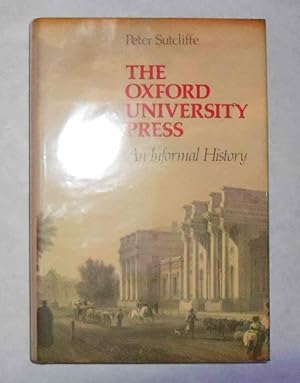 Peter Sutcliffe
THE
OXFORD
UNIVERSITY
PRESS
An Informal History